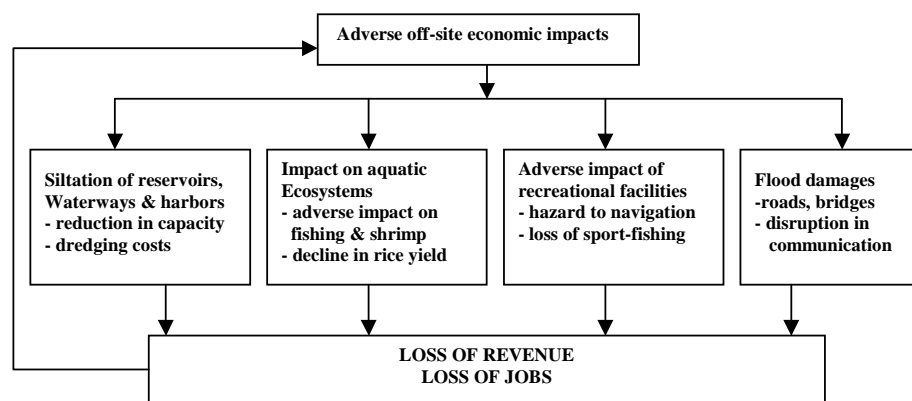 Adverse off-site economic impacts
Siltation of reservoirs,
Waterways & harbors
- reduction in capacity
- dredging costs
Impact on aquatic
Ecosystems
- adverse impact on
fishing & shrimp
- decline in rice yield
Adverse impact of
recreational facilities
- hazard to navigation
- loss of sport-fishing
Flood damages
-roads, bridges
- disruption in
communication
LOSS OF REVENUE
LOSS OF JOBS